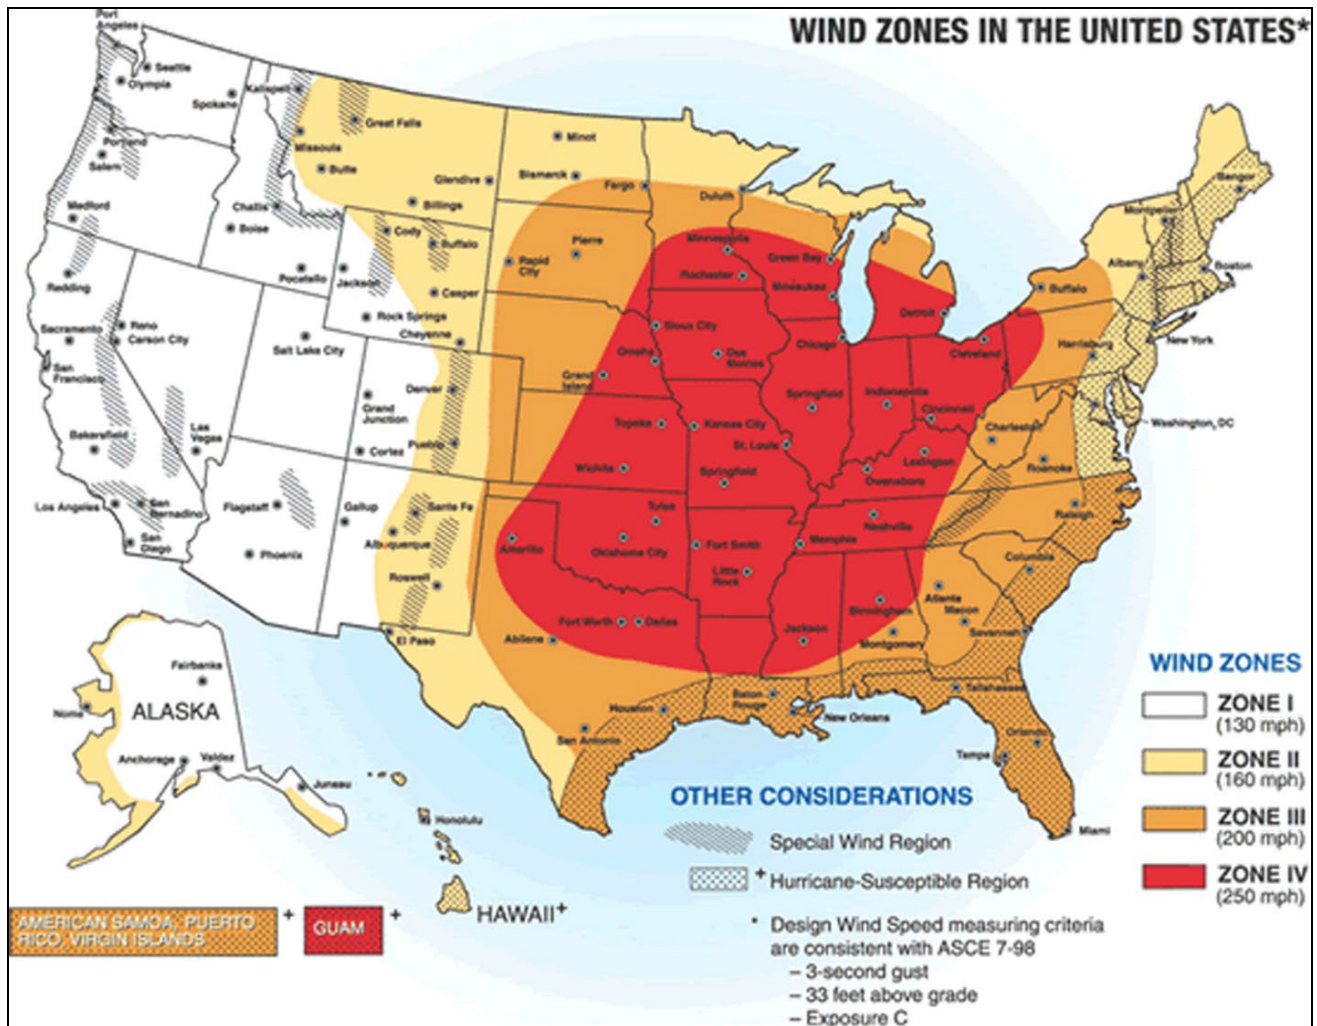 WIND ZONES IN THE UNITED STATES*
Port
Angeles
Seattle
Olympia
Spokane
Kalispell
Great Falls
Missoula
Butte
Glendive
Billings
Minot
Bismarck
Fargo
Duluth
Portland
Salem
Medford
Challis
Boise
Pocatello
Cody
Buffalo
Jackson
Casper
Rock Springs
Cheyenne
Rapid
City
Pierre
Minneapolis
Rochester
Green Bay
Milwaukee
Detroit
Chicago
Bangor
Montpelier
Albany
Boston
Buffalo
New York
Harrisburg
Washington, DC
Cleveland
Redding
Sacramento
Reno
Carson City
San
Francisco
Salt Lake City
Denver
Grand
Junction
Cortez
Pueblo
Sioux City
Omaha
Des
Moines
Grand
Island
Topeka
Kansas City
St. Louis
Springfield
Indianapolis
Cincinnati
Charleston
Lexington
Owensboro
Roanoke
Raleigh
Bakersfield
Las
Vegas
Los Angeles
San
Bernadino
San
Diego
Flagstaff
Phoenix
Gallup
Sante Fe
Albuquerque
Roswell
El Paso
Wichita
Springfield
Tulsa
Oklahoma City
Fort Smith
Little
Rock
Amarillo
Fort Worth
Dallas
Abilene
Memphis
Nashville
Birmingham
Jackson
Montgomery
Atlanta
Macon
Columbia
Savannah
Tallahassee
Baton
Rouge
New Orleans
Houston
San Antonio
Orlando
Tampa
Miami
Fairbanks
ALASKA
Nome
Anchorage
Valdez
Juneau
Honolulu
HAWAII+
AMERICAN SAMOA, PUERTO
RICO, VIRGIN ISLANDS
+
GUAM
+
WIND ZONES
ZONE I
(130 mph)
ZONE II
(160 mph)
ZONE III
(200 mph)
ZONE IV
(250 mph)
OTHER CONSIDERATIONS
Special Wind Region
+ Hurricane-Susceptible Region
* Design Wind Speed measuring criteria
are consistent with ASCE 7-98
– 3-second gust
– 33 feet above grade
– Exposure C